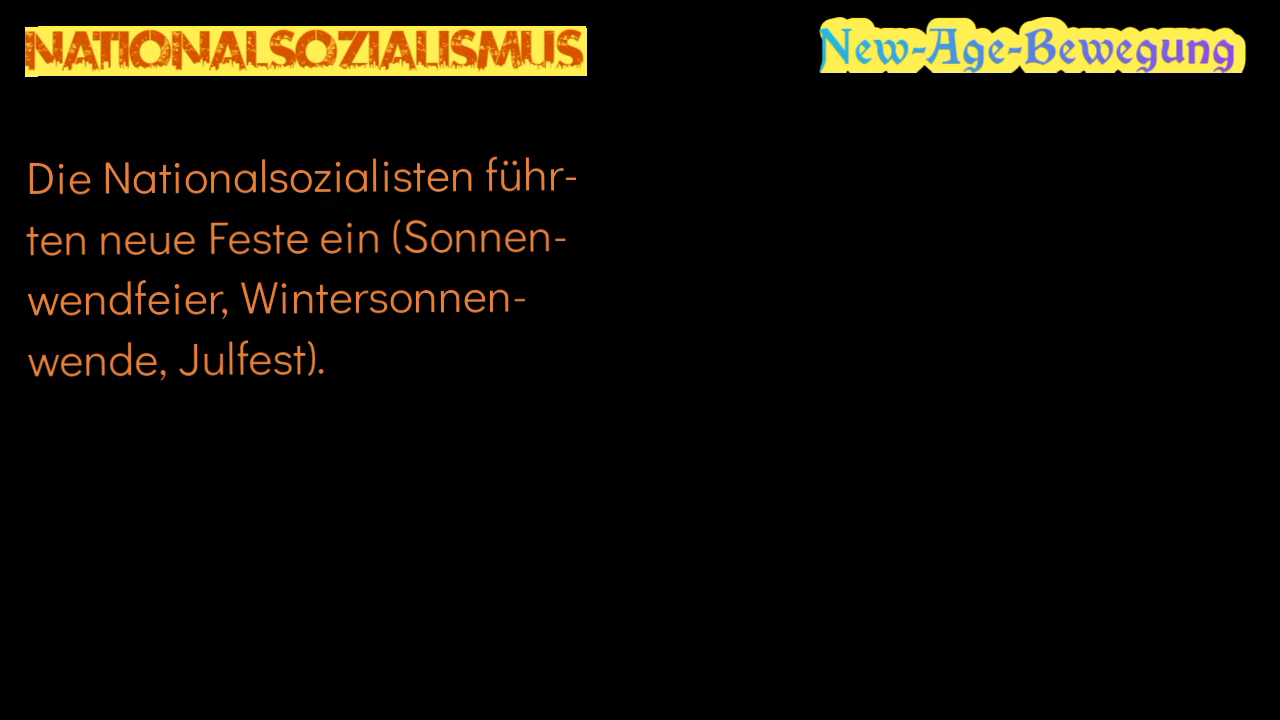 NATIONALSOZIALISMUS
New-Age-Bewegung
Die Nationalsozialisten führ-
ten neue Feste ein (Sonnen-
wendfeier, Wintersonnen-
wende, Julfest).